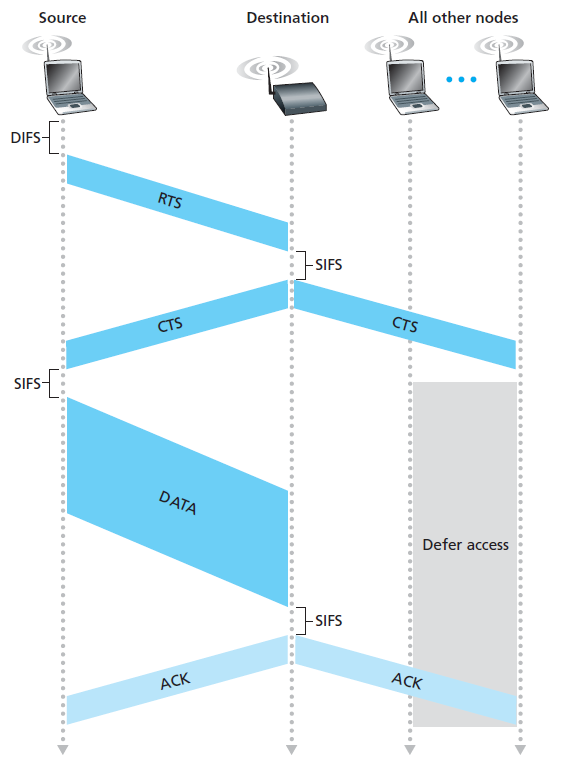 Source
Destination
All other nodes
DIFS
RTS
SIFS
CTS
CTS
SIFS
DATA
Defer access
SIFS
ACK
ACK